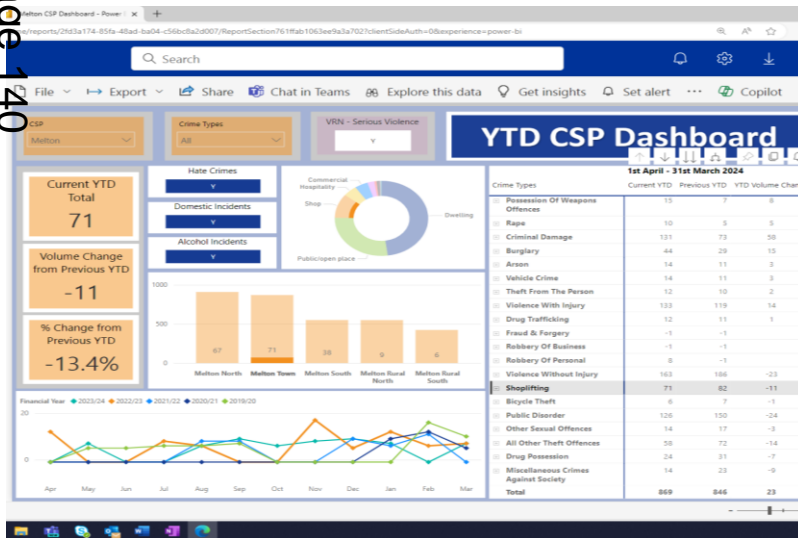 Melton CSP Dashboard - Power
e/reports/2fd3a174-85fa-48ad-ba04-c56bc8a2d007/ReportSection761ffab1063ee9a3a702?clientSideAuth=0&experience=power-bi
ge 140
Search
File Export Share Chat in Teams Explore this data Get insights Set alert Copilot
CSP
Melton
Crime Types
All
VRN - Serious Violence
Y
YTD CSP Dashboard
Current YTD
Total
71
Volume Change
from Previous YTD
-11
% Change from
Previous YTD
-13.4%
Hate Crimes
Y
Domestic Incidents
Y
Alcohol Incidents
Y
Commercial
Hospitality
Shop
Dwelling
Public/open place
1000
500
0
67 71 38 9 6
Melton North Melton Town Melton South Melton Rural North Melton Rural South
Financial Year 2023/24 2022/23 2021/22 2020/21 2019/20
20
0
Apr May Jun Jul Aug Sep Oct Nov Dec Jan Feb Mar
1st April - 31st March 2024
Crime Types Current YTD Previous YTD YTD Volume Char
Possession Of Weapons Offences 15 7 8
Rape 10 5 5
Criminal Damage 131 73 58
Burglary 44 29 15
Arson 14 11 3
Vehicle Crime 14 11 3
Theft From The Person 12 10 2
Violence With Injury 133 119 14
Drug Trafficking 12 11 1
Fraud & Forgery -1 -1
Robbery Of Business -1 -1
Robbery Of Personal 8 -1
Violence Without Injury 163 186 -23
Shoplifting 71 82 -11
Bicycle Theft 6 7 -1
Public Disorder 126 150 -24
Other Sexual Offences 14 17 -3
All Other Theft Offences 58 72 -14
Drug Possession 24 31 -7
Miscellaneous Crimes Against Society 14 23 -9
Total 869 846 23